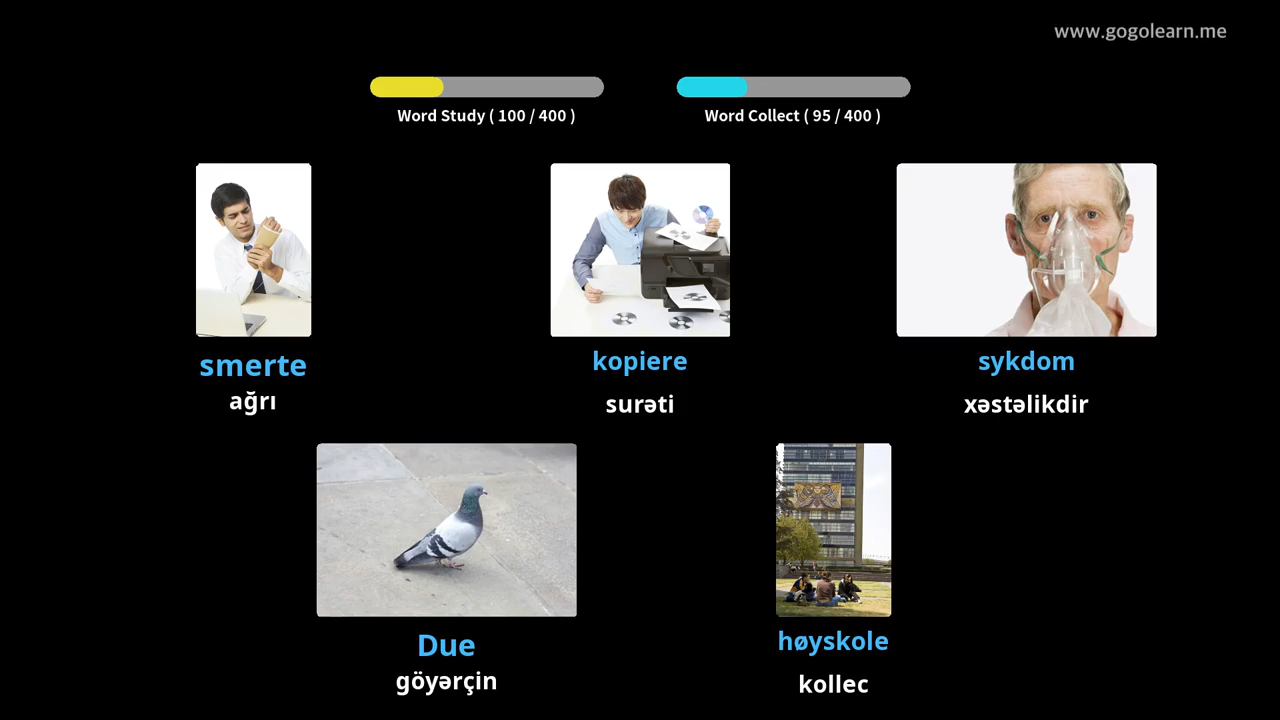 www.gogolearn.me
Word Study ( 100 / 400 )
Word Collect ( 95 / 400 )
smerte
ağrı
kopiere
surəti
sykdom
xəstəlikdir
Due
göyərçin
høyskole
kollec